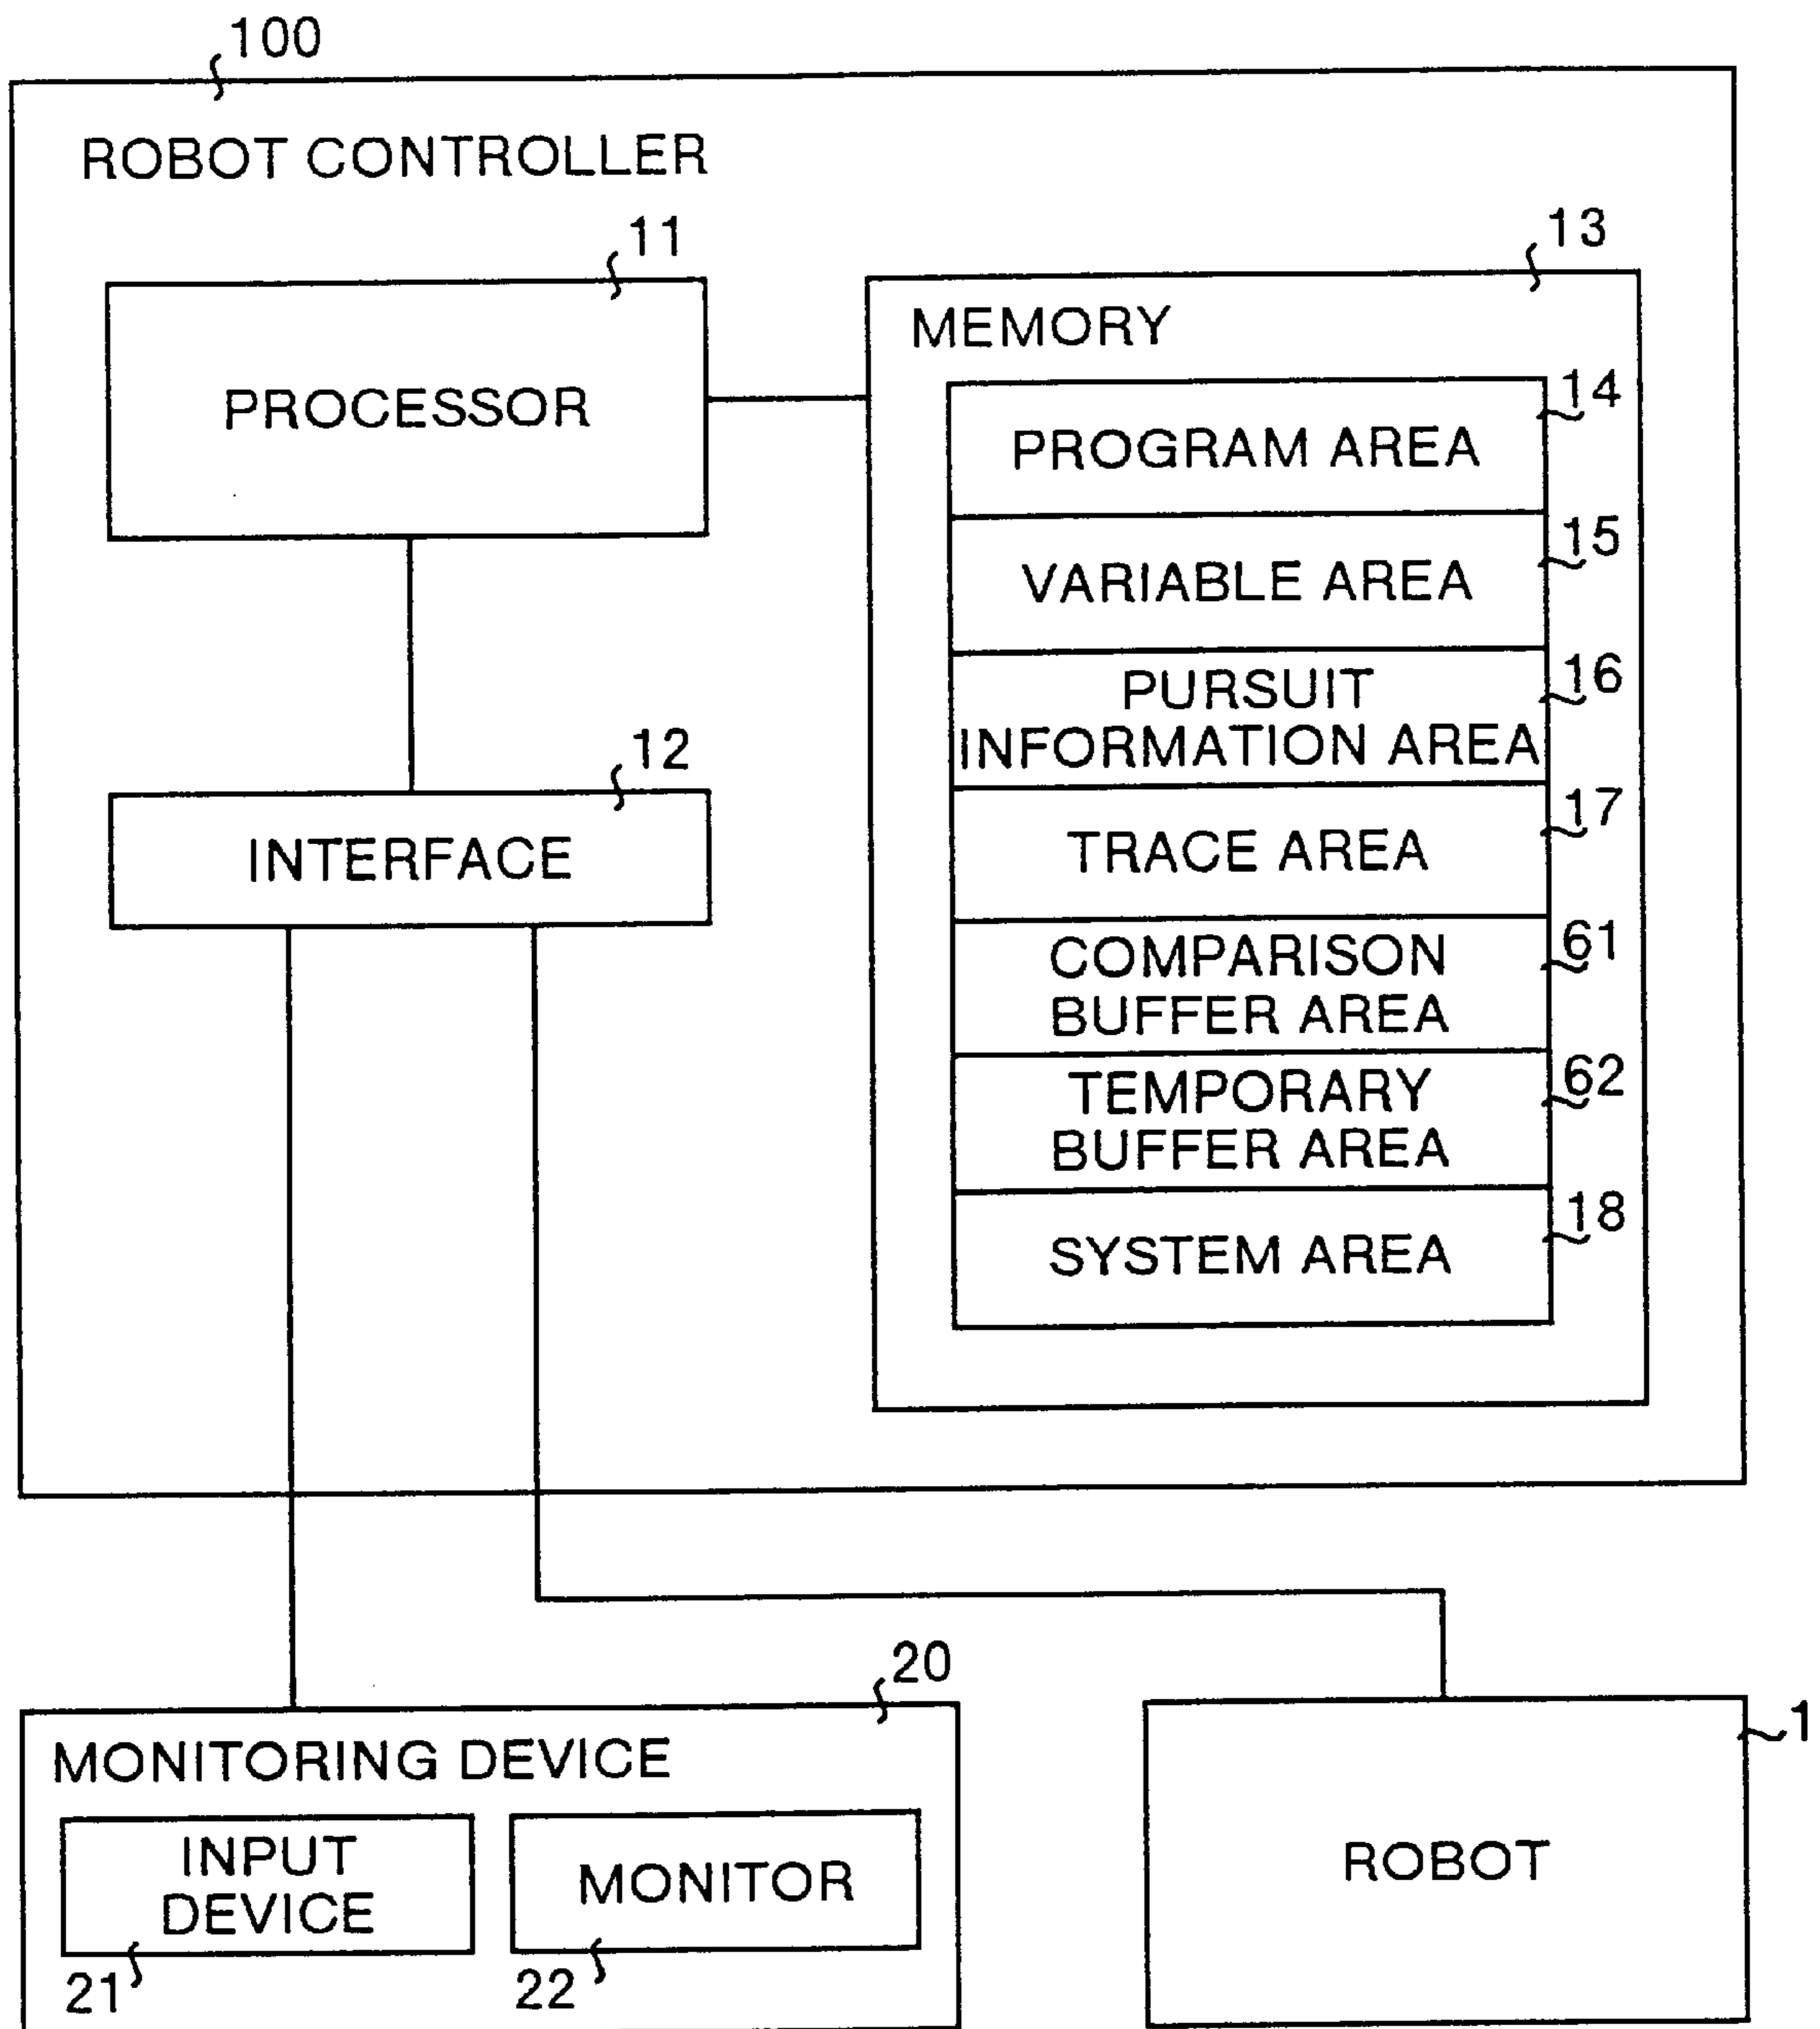 100
ROBOT CONTROLLER
11
PROCESSOR
12
INTERFACE
13
MEMORY
14
PROGRAM AREA
15
VARIABLE AREA
16
PURSUIT
INFORMATION AREA
17
TRACE AREA
61
COMPARISON
BUFFER AREA
62
TEMPORARY
BUFFER AREA
18
SYSTEM AREA
20
MONITORING DEVICE
INPUT
DEVICE
21
MONITOR
22
1
ROBOT